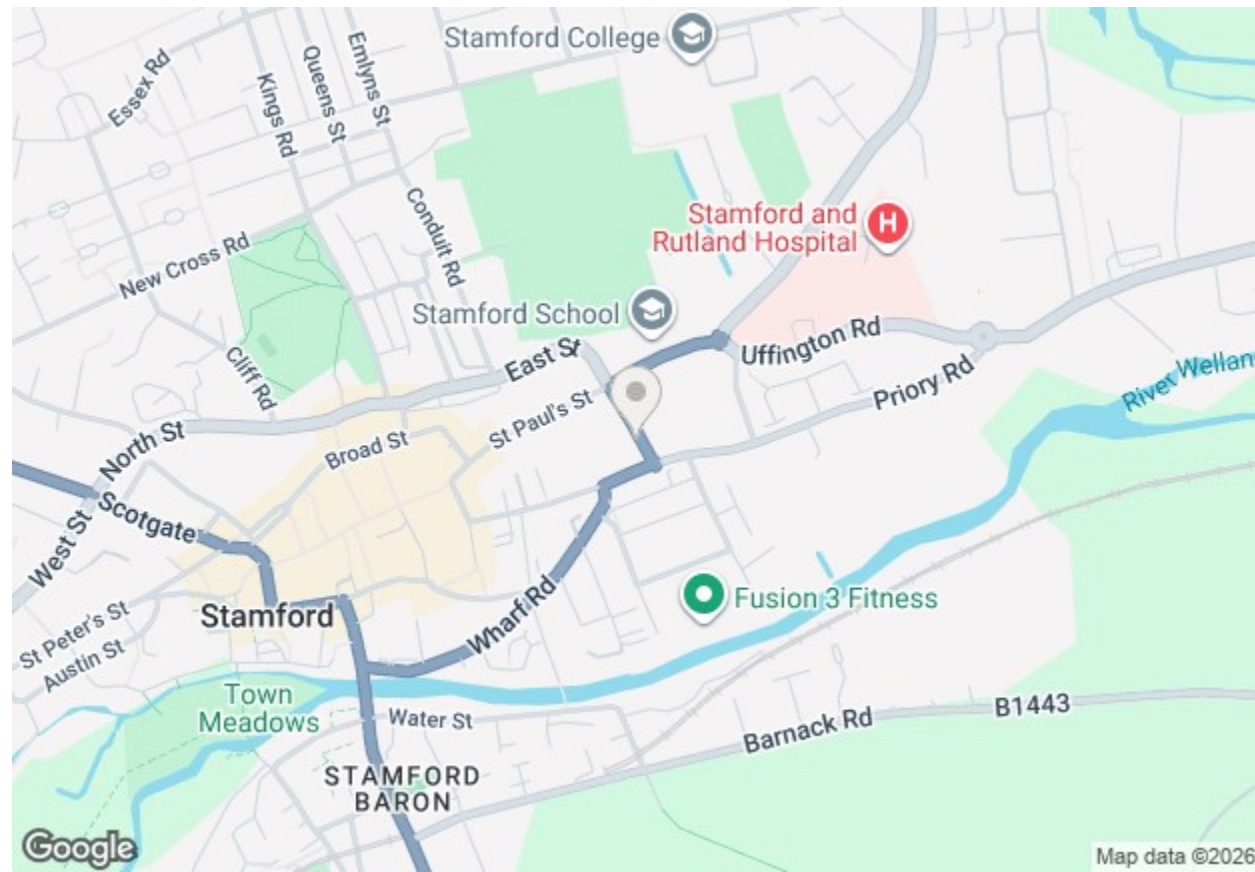 Stamford College
Essex Rd
Kings Rd
Queens St
Emlyns St
Conduit Rd
Stamford and
Rutland Hospital
H
New Cross Rd
Stamford School
Uffington Rd
East St
Cliff Rd
Priory Rd
River Wellan
St Paul's St
North St
Broad St
Scotgate
West St
Fusion 3 Fitness
Stamford
Wharf Rd
St Peter's St
Austin St
Town
Meadows
Water St
Barnack Rd
B1443
STAMFORD
BARON
Google
Map data ©2026